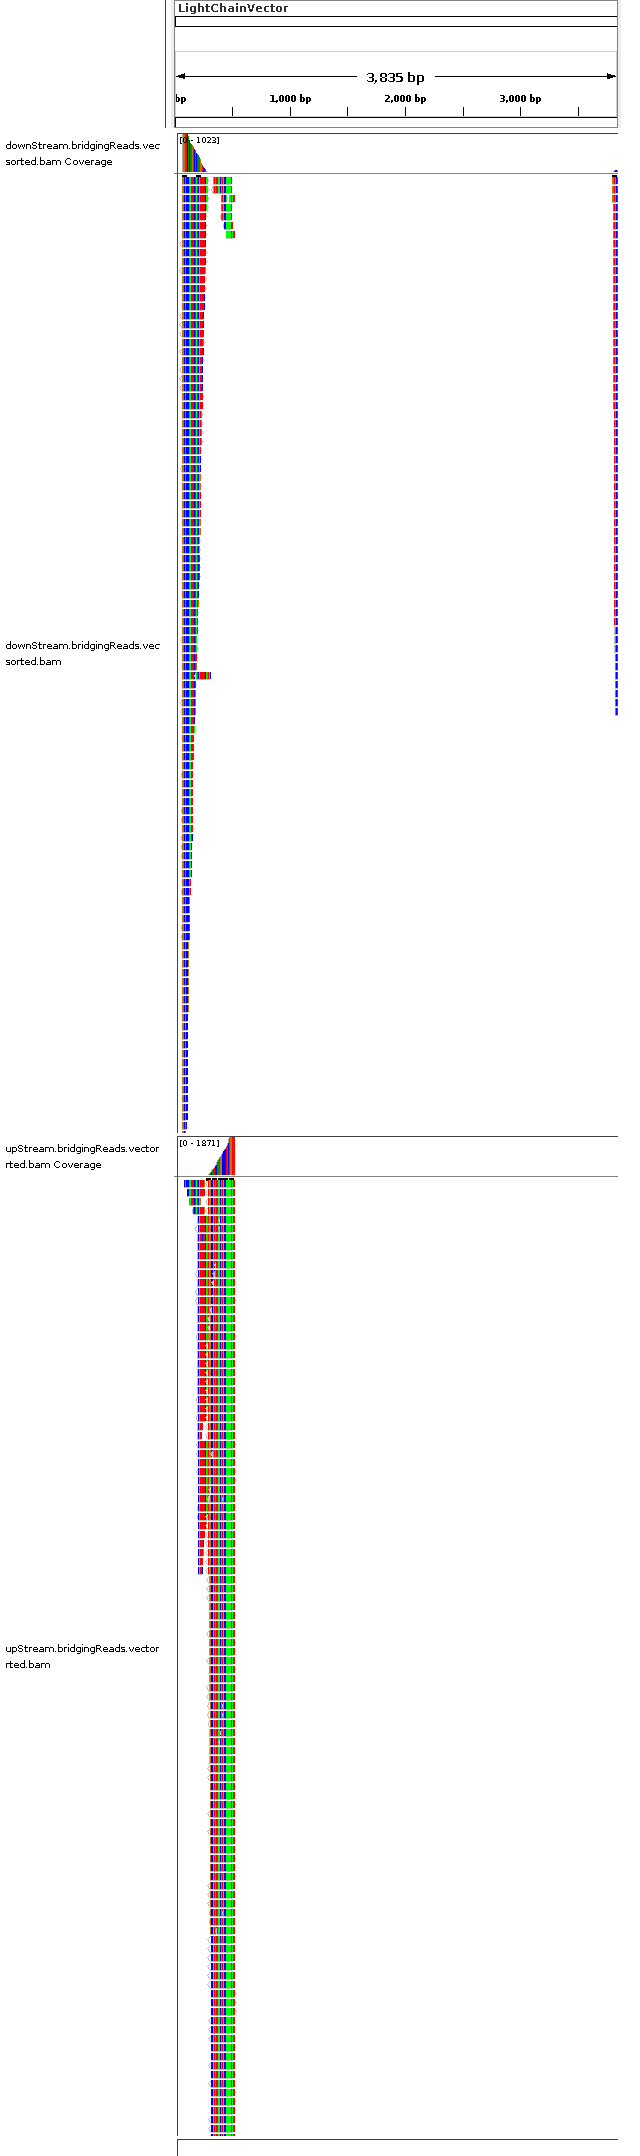 LightChainVector
3,835 bp
bp 1,000 bp 2,000 bp 3,000 bp
[0 - 1023]
downStream.bridgingReads.vec
sorted.bam Coverage
downStream.bridgingReads.vec
sorted.bam
[0 - 1871]
upStream.bridgingReads.vector
rted.bam Coverage
upStream.bridgingReads.vector
rted.bam